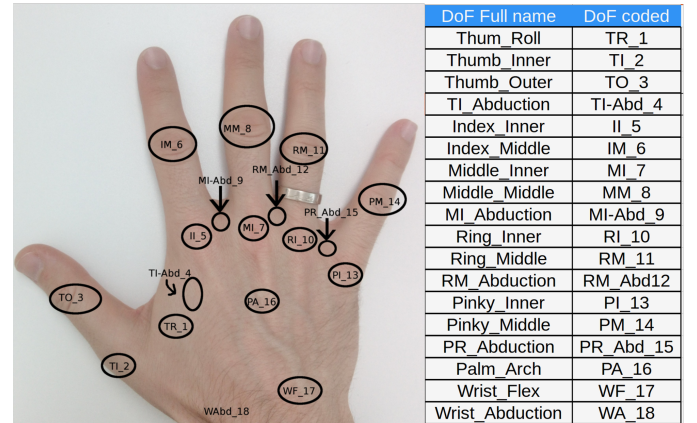 MM_8
IM_6
RM_11
RM_Abd_12
MI-Abd_9
PM_14
PR_Abd_15
II_5
MI_7
RI_10
TI-Abd_4
PI_13
TO_3
PA_16
TR_1
TI_2
WF_17
WAbd_18
DoF Full name DoF coded
Thum_Roll TR_1
Thumb_Inner TI_2
Thumb_Outer TO_3
TI_Abduction TI-Abd_4
Index_Inner II_5
Index_Middle IM_6
Middle_Inner MI_7
Middle_Middle MM_8
MI_Abduction MI-Abd_9
Ring_Inner RI_10
Ring_Middle RM_11
RM_Abduction RM_Abd12
Pinky_Inner PI_13
Pinky_Middle PM_14
PR_Abduction PR_Abd_15
Palm_Arch PA_16
Wrist_Flex WF_17
Wrist_Abduction WA_18